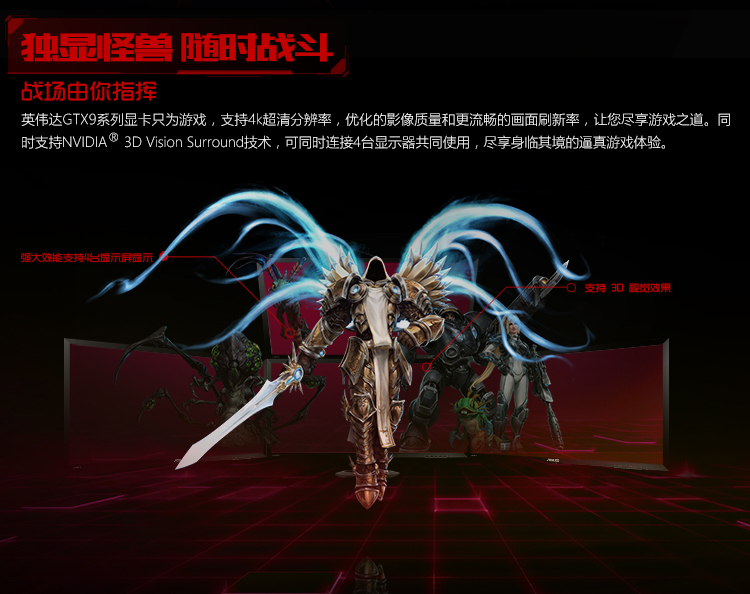 独显怪兽 随时战斗
战场由你指挥
英伟达GTX9系列显卡只为游戏，支持4k超清分辨率，优化的影像质量和更流畅的画面刷新率，让您尽享游戏之道。同
时支持NVIDIA® 3D Vision Surround技术，可同时连接4台显示器共同使用，尽享身临其境的逼真游戏体验。
强大效能支持4台显示屏显示
支持 3D 视觉效果